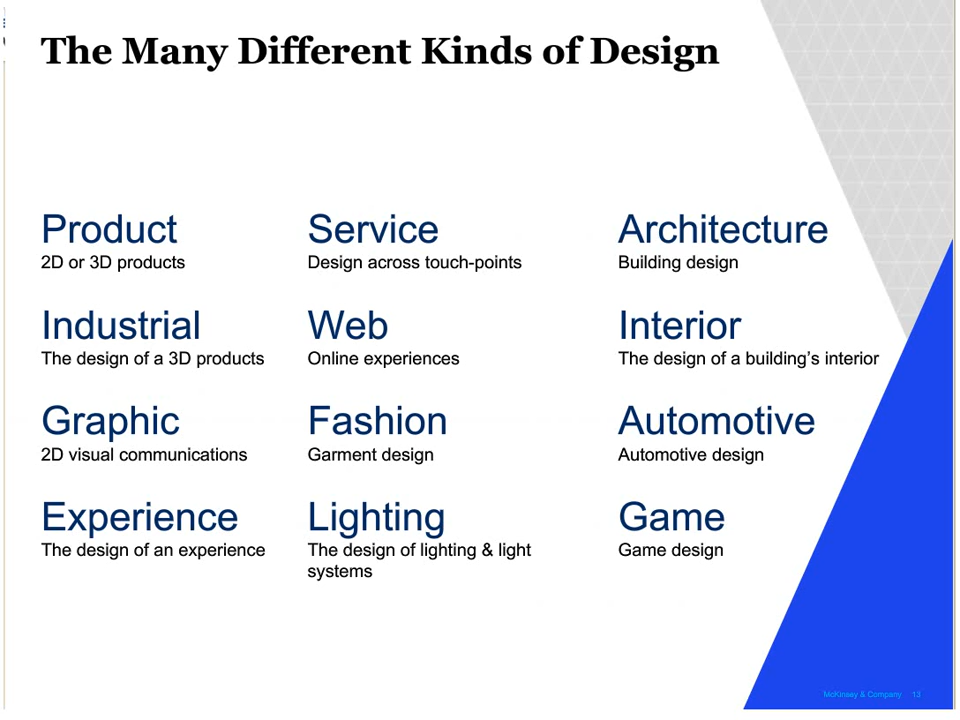 The Many Different Kinds of Design
Product
2D or 3D products
Service
Design across touch-points
Architecture
Building design
Industrial
The design of a 3D products
Web
Online experiences
Interior
The design of a building’s interior
Graphic
2D visual communications
Fashion
Garment design
Automotive
Automotive design
Experience
The design of an experience
Lighting
The design of lighting & light
systems
Game
Game design
McKinsey & Company 13